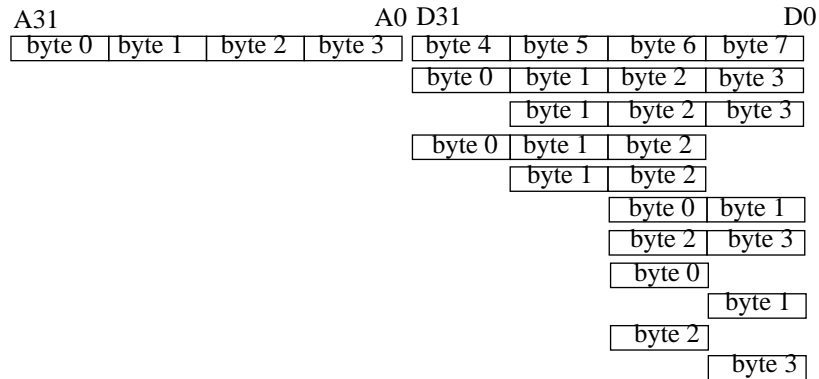 A31 A0 D31 D0
byte 0 byte 1 byte 2 byte 3 byte 4 byte 5 byte 6 byte 7
byte 0 byte 1 byte 2 byte 3
byte 1 byte 2 byte 3
byte 0 byte 1 byte 2
byte 1 byte 2
byte 0 byte 1
byte 2 byte 3
byte 0
byte 1
byte 2
byte 3